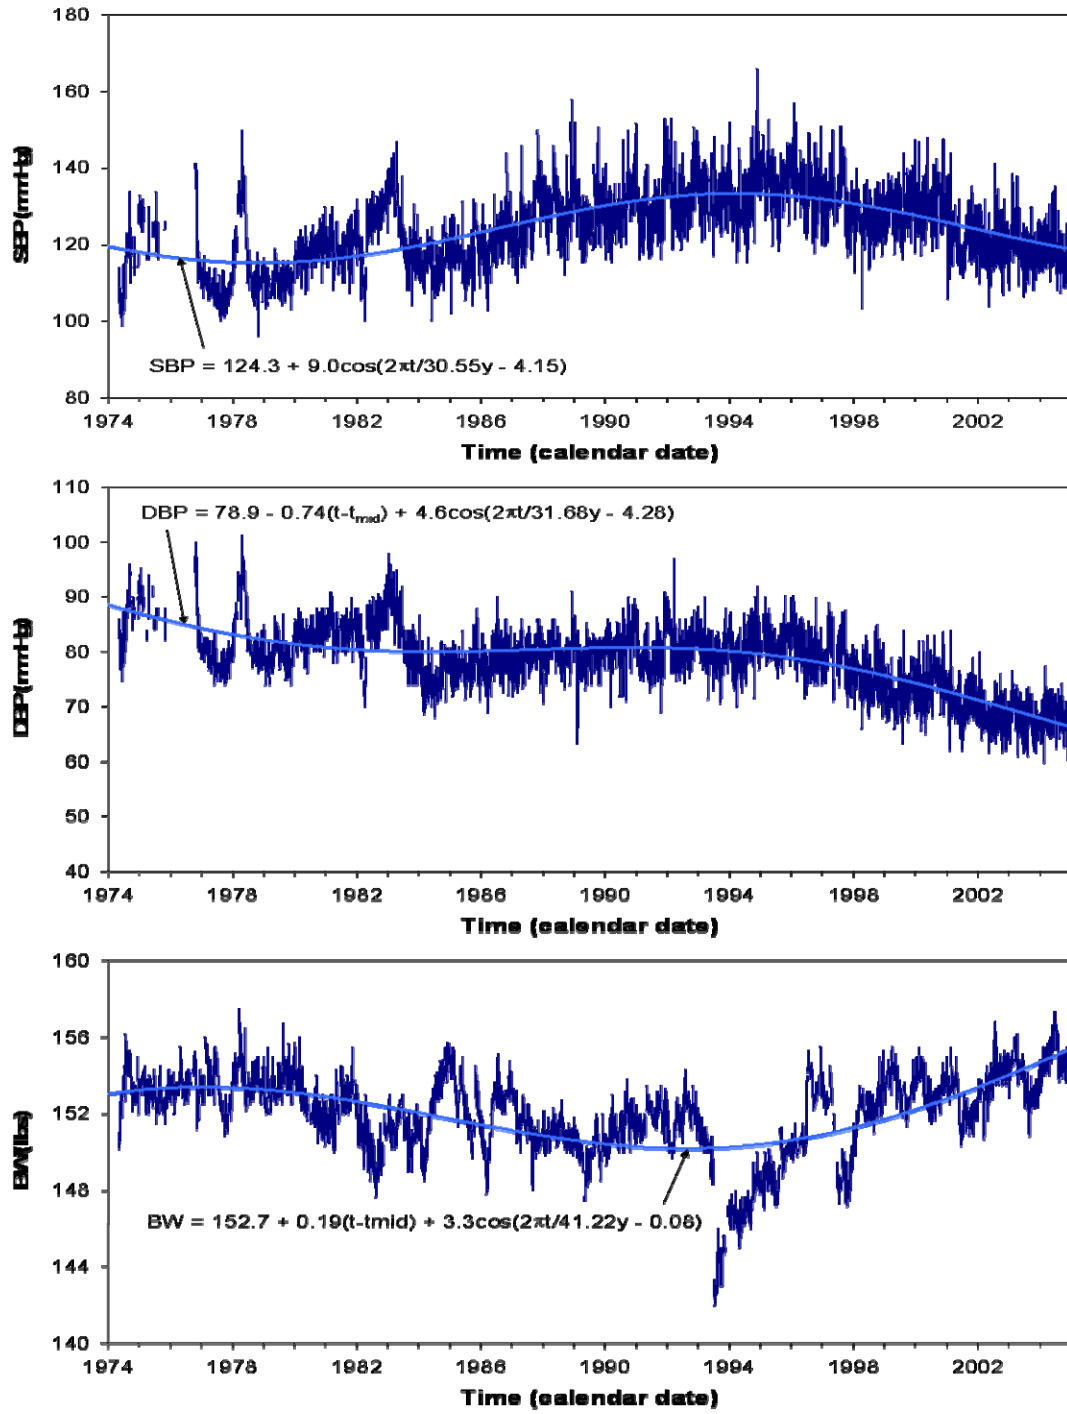 180
160
140
120
100
80
SBP (mmHg)
SBP = 124.3 + 9.0cos(2πt/30.55y - 4.15)
1974 1978 1982 1986 1990 1994 1998 2002
Time (calendar date)
110
100
90
80
70
60
50
40
DBP (mmHg)
DBP = 78.9 - 0.74(t-tmid) + 4.6cos(2πt/31.68y - 4.28)
1974 1978 1982 1986 1990 1994 1998 2002
Time (calendar date)
160
156
152
148
144
140
BW (lbs)
BW = 152.7 + 0.19(t-tmid) + 3.3cos(2πt/41.22y - 0.08)
1974 1978 1982 1986 1990 1994 1998 2002
Time (calendar date)